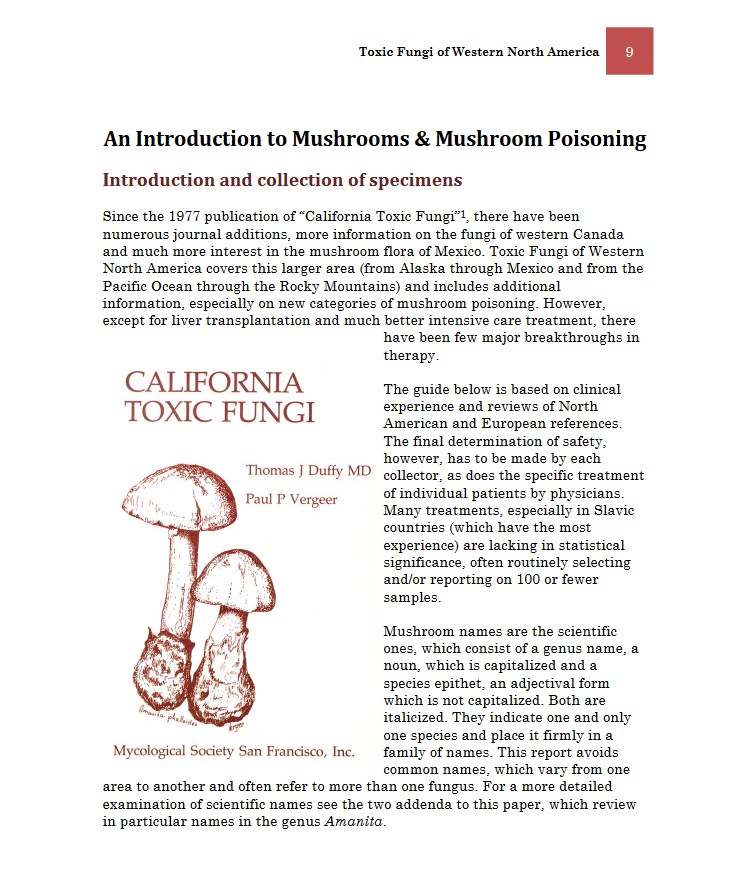 Toxic Fungi of Western North America 9
An Introduction to Mushrooms & Mushroom Poisoning
Introduction and collection of specimens
Since the 1977 publication of “California Toxic Fungi”¹, there have been
numerous journal additions, more information on the fungi of western Canada
and much more interest in the mushroom flora of Mexico. Toxic Fungi of Western
North America covers this larger area (from Alaska through Mexico and from the
Pacific Ocean through the Rocky Mountains) and includes additional
information, especially on new categories of mushroom poisoning. However,
except for liver transplantation and much better intensive care treatment, there
have been few major breakthroughs in
therapy.
CALIFORNIA
TOXIC FUNGI
Thomas J Duffy MD
Paul P Vergeer
Amanita phalloides
Mycological Society San Francisco, Inc.
The guide below is based on clinical
experience and reviews of North
American and European references.
The final determination of safety,
however, has to be made by each
collector, as does the specific treatment
of individual patients by physicians.
Many treatments, especially in Slavic
countries (which have the most
experience) are lacking in statistical
significance, often routinely selecting
and/or reporting on 100 or fewer
samples.
Mushroom names are the scientific
ones, which consist of a genus name, a
noun, which is capitalized and a
species epithet, an adjectival form
which is not capitalized. Both are
italicized. They indicate one and only
one species and place it firmly in a
family of names. This report avoids
common names, which vary from one
area to another and often refer to more than one fungus. For a more detailed
examination of scientific names see the two addenda to this paper, which review
in particular names in the genus Amanita.